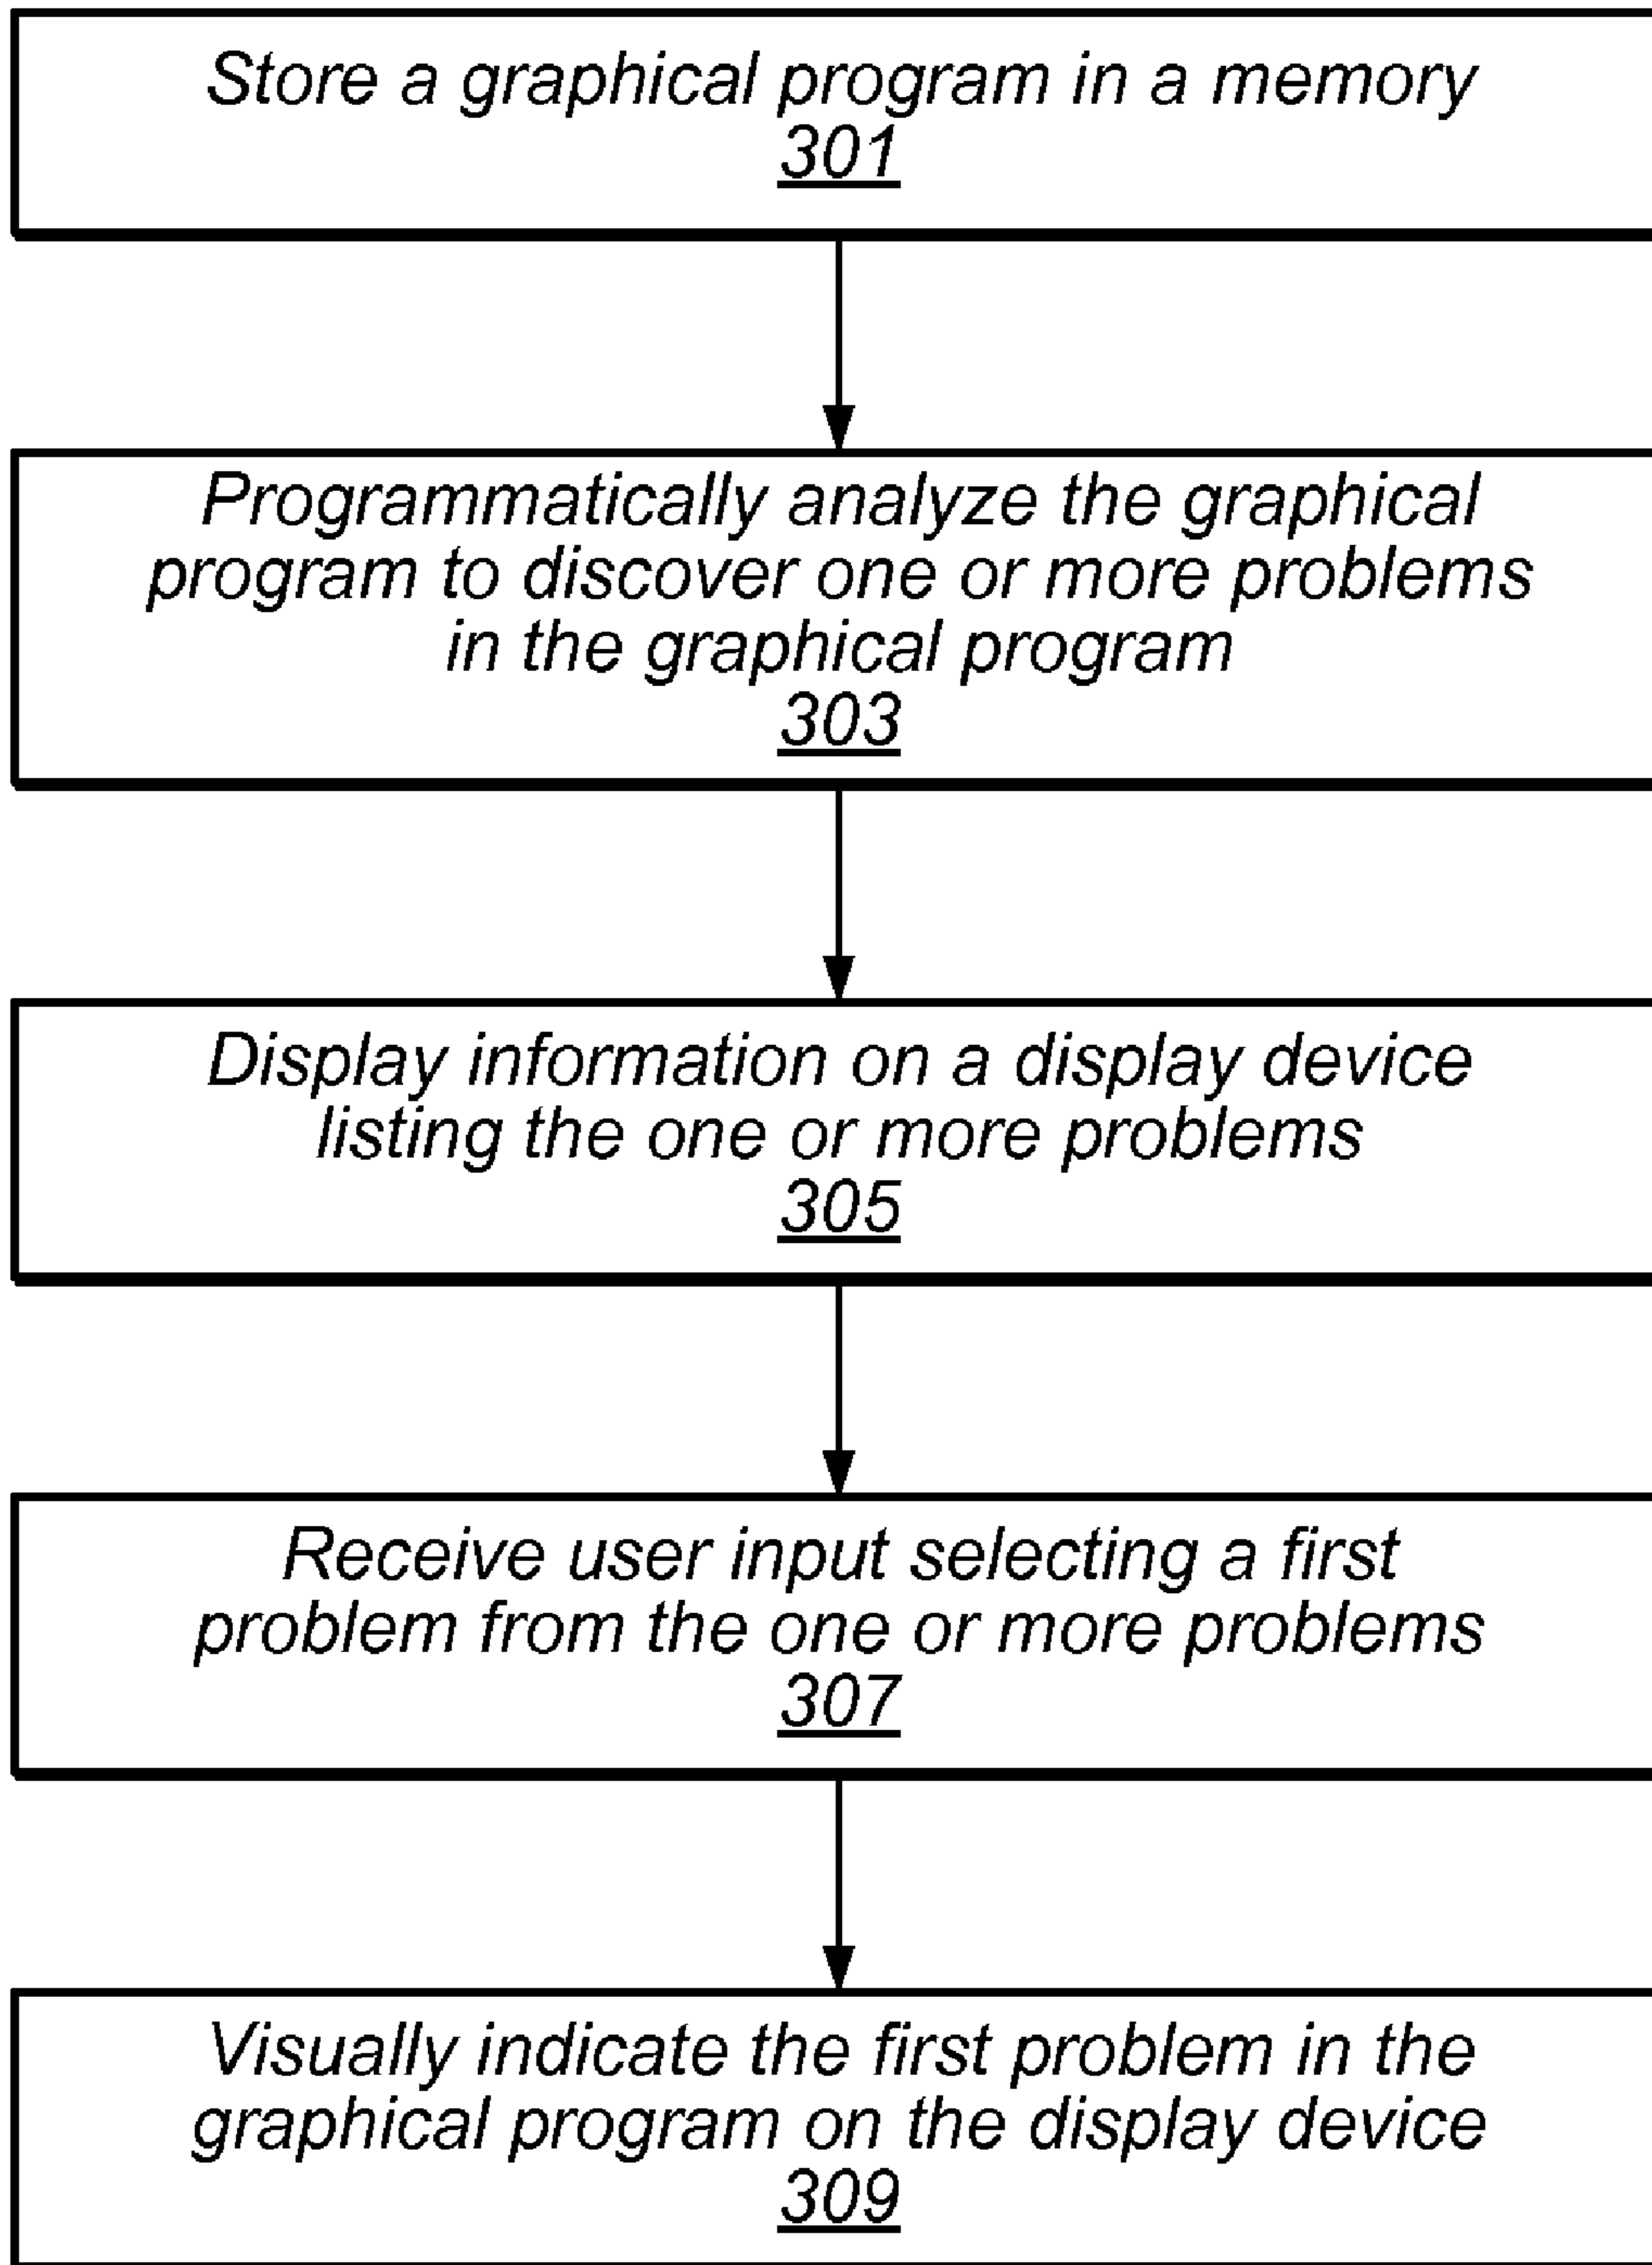 Store a graphical program in a memory
301
Programmatically analyze the graphical
program to discover one or more problems
in the graphical program
303
Display information on a display device
listing the one or more problems
305
Receive user input selecting a first
problem from the one or more problems
307
Visually indicate the first problem in the
graphical program on the display device
309